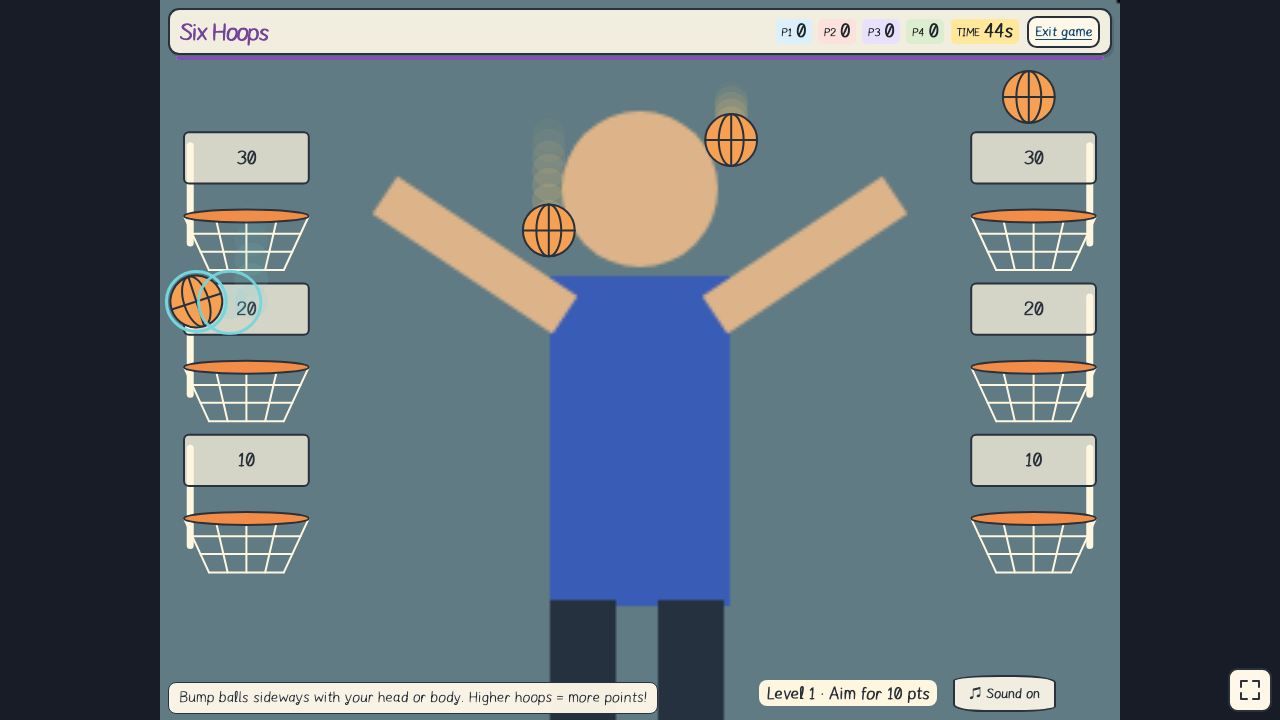 Six Hoops
P1 0 P2 0 P3 0 P4 0 TIME 44s Exit game
30 30
20 20
10 10
Bump balls sideways with your head or body. Higher hoops = more points!
Level 1 · Aim for 10 pts
♫ Sound on